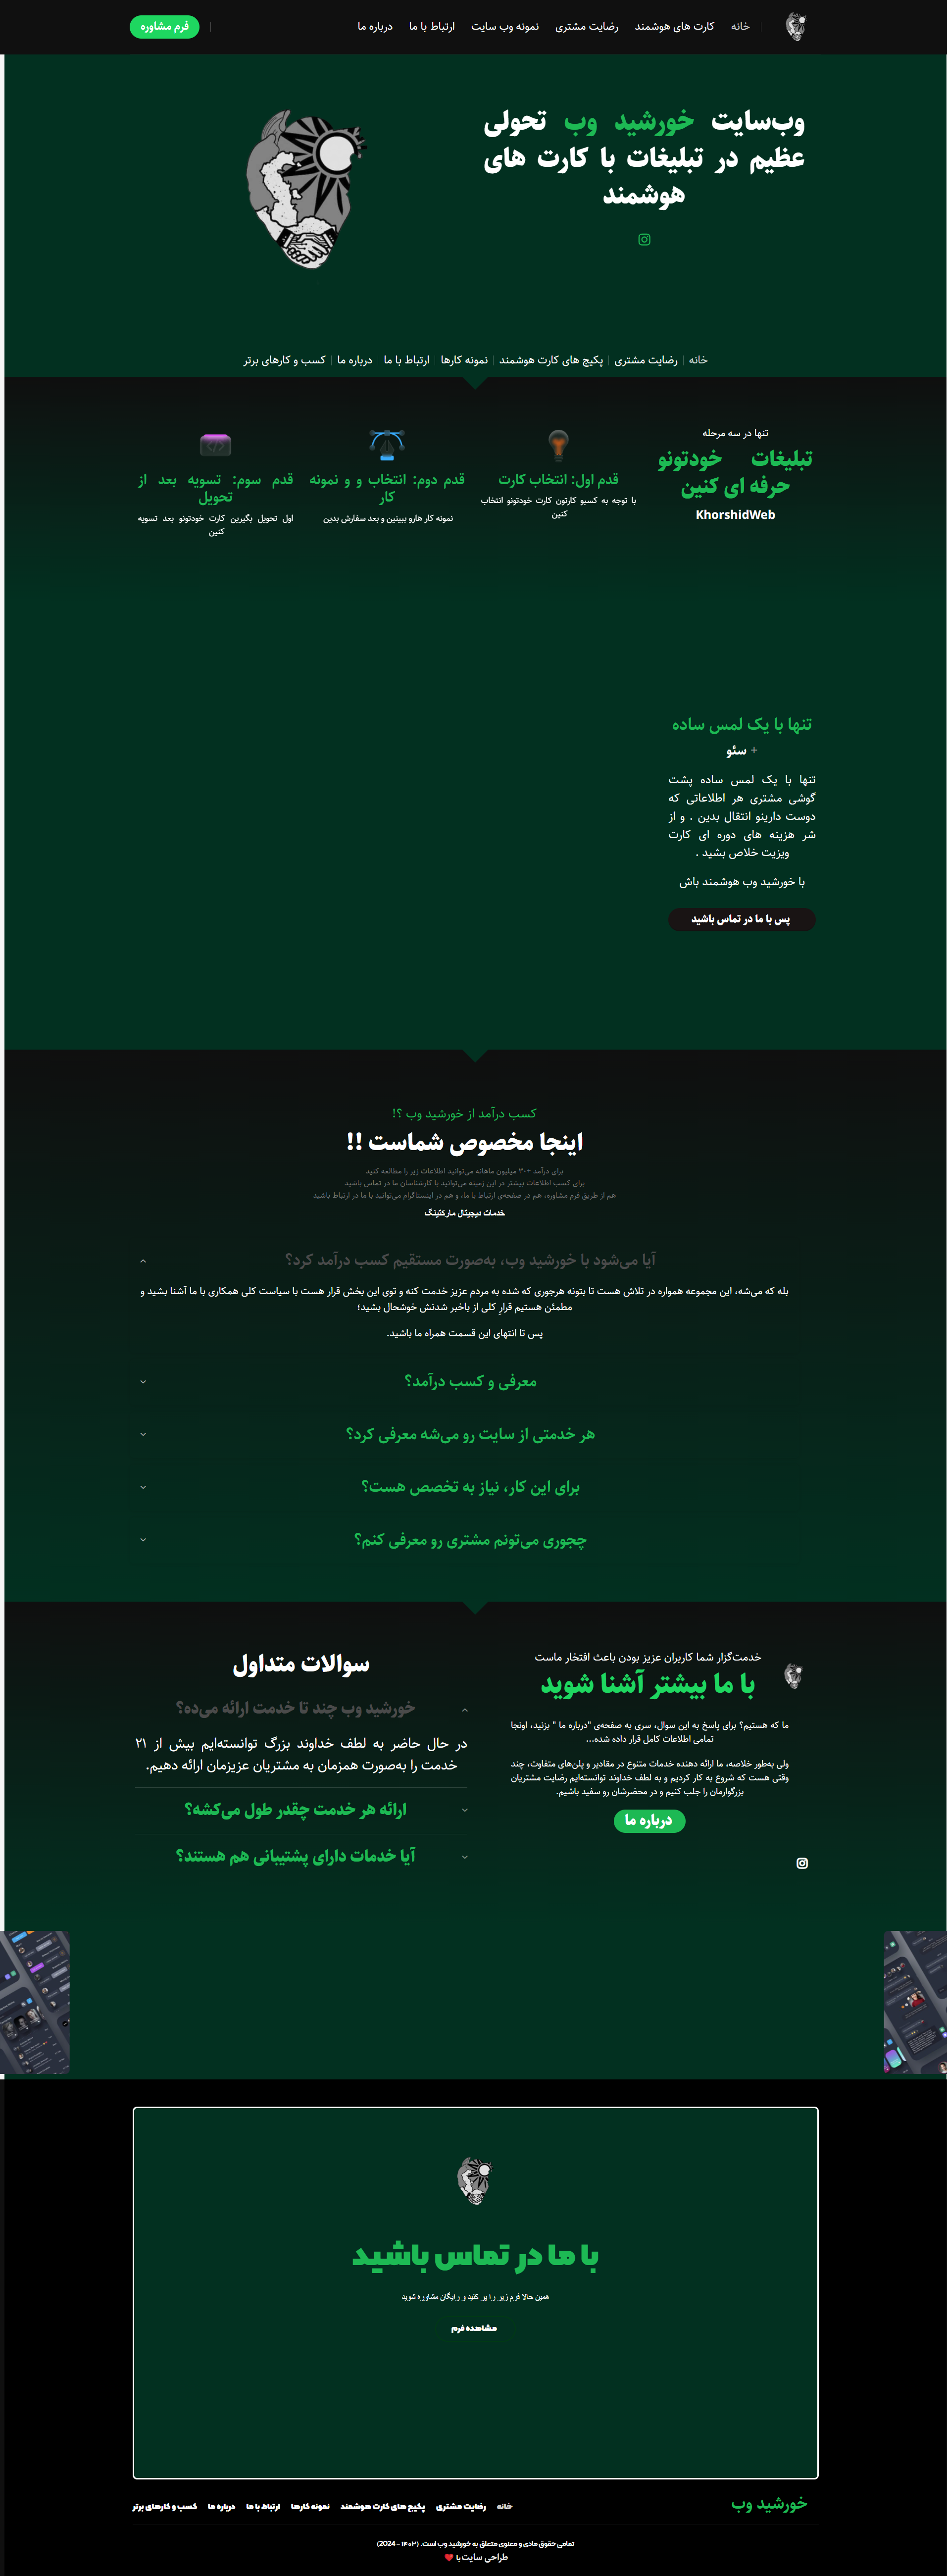 خانه
کارت های هوشمند
رضایت مشتری
نمونه وب سایت
ارتباط با ما
درباره ما
فرم مشاوره
وب‌سایت خورشید وب تحولی
عظیم در تبلیغات با کارت های
هوشمند
خانه
رضایت مشتری
پکیج های کارت هوشمند
نمونه کارها
ارتباط با ما
درباره ما
کسب و کارهای برتر
تنها در سه مرحله
تبلیغات خودتونو
حرفه ای کنین
KhorshidWeb
قدم اول: انتخاب کارت
با توجه به کسبو کارتون کارت خودتونو انتخاب
کنین
قدم دوم: انتخاب و و نمونه
کار
نمونه کار هارو ببینین و بعد سفارش بدین
قدم سوم: تسویه بعد از
تحویل
اول تحویل بگیرین کارت خودتونو بعد تسویه
کنین
تنها با یک لمس ساده
+ سئو
تنها با یک لمس ساده پشت
گوشی مشتری هر اطلاعاتی که
دوست دارینو انتقال بدین . و از
شر هزینه های دوره ای کارت
ویزیت خلاص بشید .
با خورشید وب هوشمند باش
پس با ما در تماس باشید
کسب درآمد از خورشید وب ؟!
اینجا مخصوص شماست !!
برای درآمد +۳۰ میلیون ماهانه می‌توانید اطلاعات زیر را مطالعه کنید
برای کسب اطلاعات بیشتر در این زمینه می‌توانید با کارشناسان ما در تماس باشید
هم از طریق فرم مشاوره، هم در صفحه‌ی ارتباط با ما، و هم در اینستاگرام می‌توانید با ما در ارتباط باشید
خدمات دیجیتال مارکتینگ
آیا می‌شود با خورشید وب، به‌صورت مستقیم کسب درآمد کرد؟
بله که می‌شه، این مجموعه همواره در تلاش هست تا بتونه هرجوری که شده به مردم عزیز خدمت کنه و توی این بخش قرار هست با سیاست کلی همکاری با ما آشنا بشید و
مطمئن هستیم قرارِ کلی از باخبر شدنش خوشحال بشید؛
پس تا انتهای این قسمت همراه ما باشید.
معرفی و کسب درآمد؟
هر خدمتی از سایت رو می‌شه معرفی کرد؟
برای این کار، نیاز به تخصص هست؟
چجوری می‌تونم مشتری رو معرفی کنم؟
خدمت‌گزار شما کاربران عزیز بودن باعث افتخار ماست
با ما بیشتر آشنا شوید
ما که هستیم؟ برای پاسخ به این سوال، سری به صفحه‌ی "درباره ما " بزنید، اونجا
تمامی اطلاعات کامل قرار داده شده...
ولی به‌طور خلاصه، ما ارائه دهنده خدمات متنوع در مقادیر و پلن‌های متفاوت، چند
وقتی هست که شروع به کار کردیم و به لطف خداوند توانسته‌ایم رضایت مشتریان
بزرگوارمان را جلب کنیم و در محضرشان رو سفید باشیم.
درباره ما
سوالات متداول
خورشید وب چند تا خدمت ارائه می‌ده؟
در حال حاضر به لطف خداوند بزرگ توانسته‌ایم بیش از ۲۱
خدمت را به‌صورت همزمان به مشتریان عزیزمان ارائه دهیم.
ارائه هر خدمت چقدر طول می‌کشه؟
آیا خدمات دارای پشتیبانی هم هستند؟
با ما در تماس باشید
همین حالا فرم زیر را پر کنید و رایگان مشاوره شوید
مشاهده فرم
خورشید وب
خانه
رضایت مشتری
پکیج های کارت هوشمند
نمونه کارها
ارتباط با ما
درباره ما
کسب و کارهای برتر
تمامی حقوق مادی و معنوی متعلق به خورشید وب است. (۱۴۰۲ – 2024)
طراحی سایت با ❤️